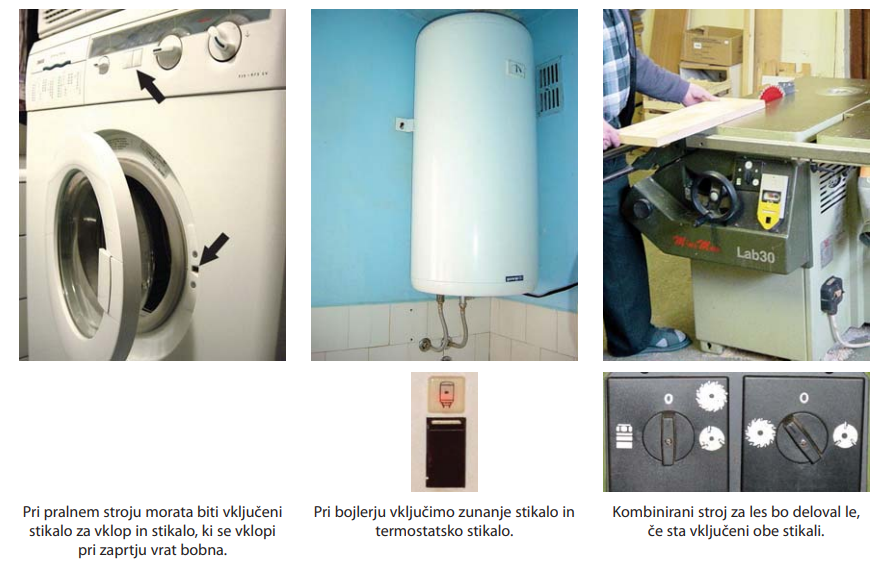 MiniMax
Lab30
0
0
Pri pralnem stroju morata biti vključeni
stikalo za vklop in stikalo, ki se vklopi
pri zaprtju vrat bobna.
Pri bojlerju vključimo zunanje stikalo in
termostatsko stikalo.
Kombinirani stroj za les bo deloval le,
če sta vključeni obe stikali.